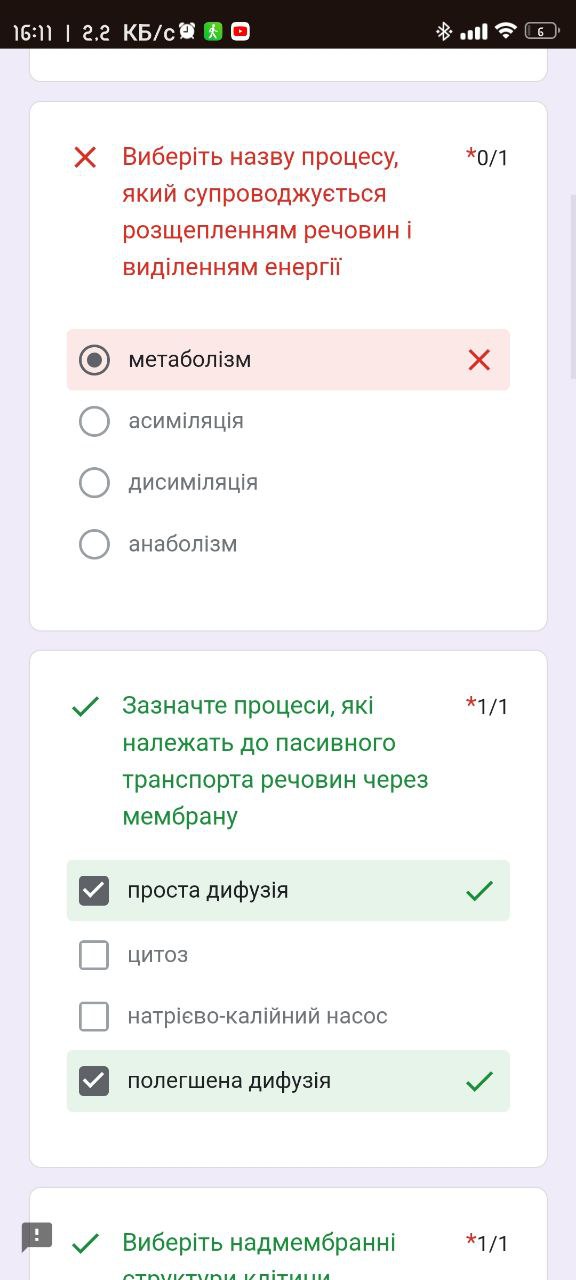 16:11 | 2.2 КБ/с 6
Виберіть назву процесу, *0/1
який супроводжується
розщепленням речовин і
виділенням енергії
метаболізм
асиміляція
дисиміляція
анаболізм
Зазначте процеси, які *1/1
належать до пасивного
транспорта речовин через
мембрану
проста дифузія
цитоз
натрієво-калійний насос
полегшена дифузія
Виберіть надмембранні *1/1
структури клітини